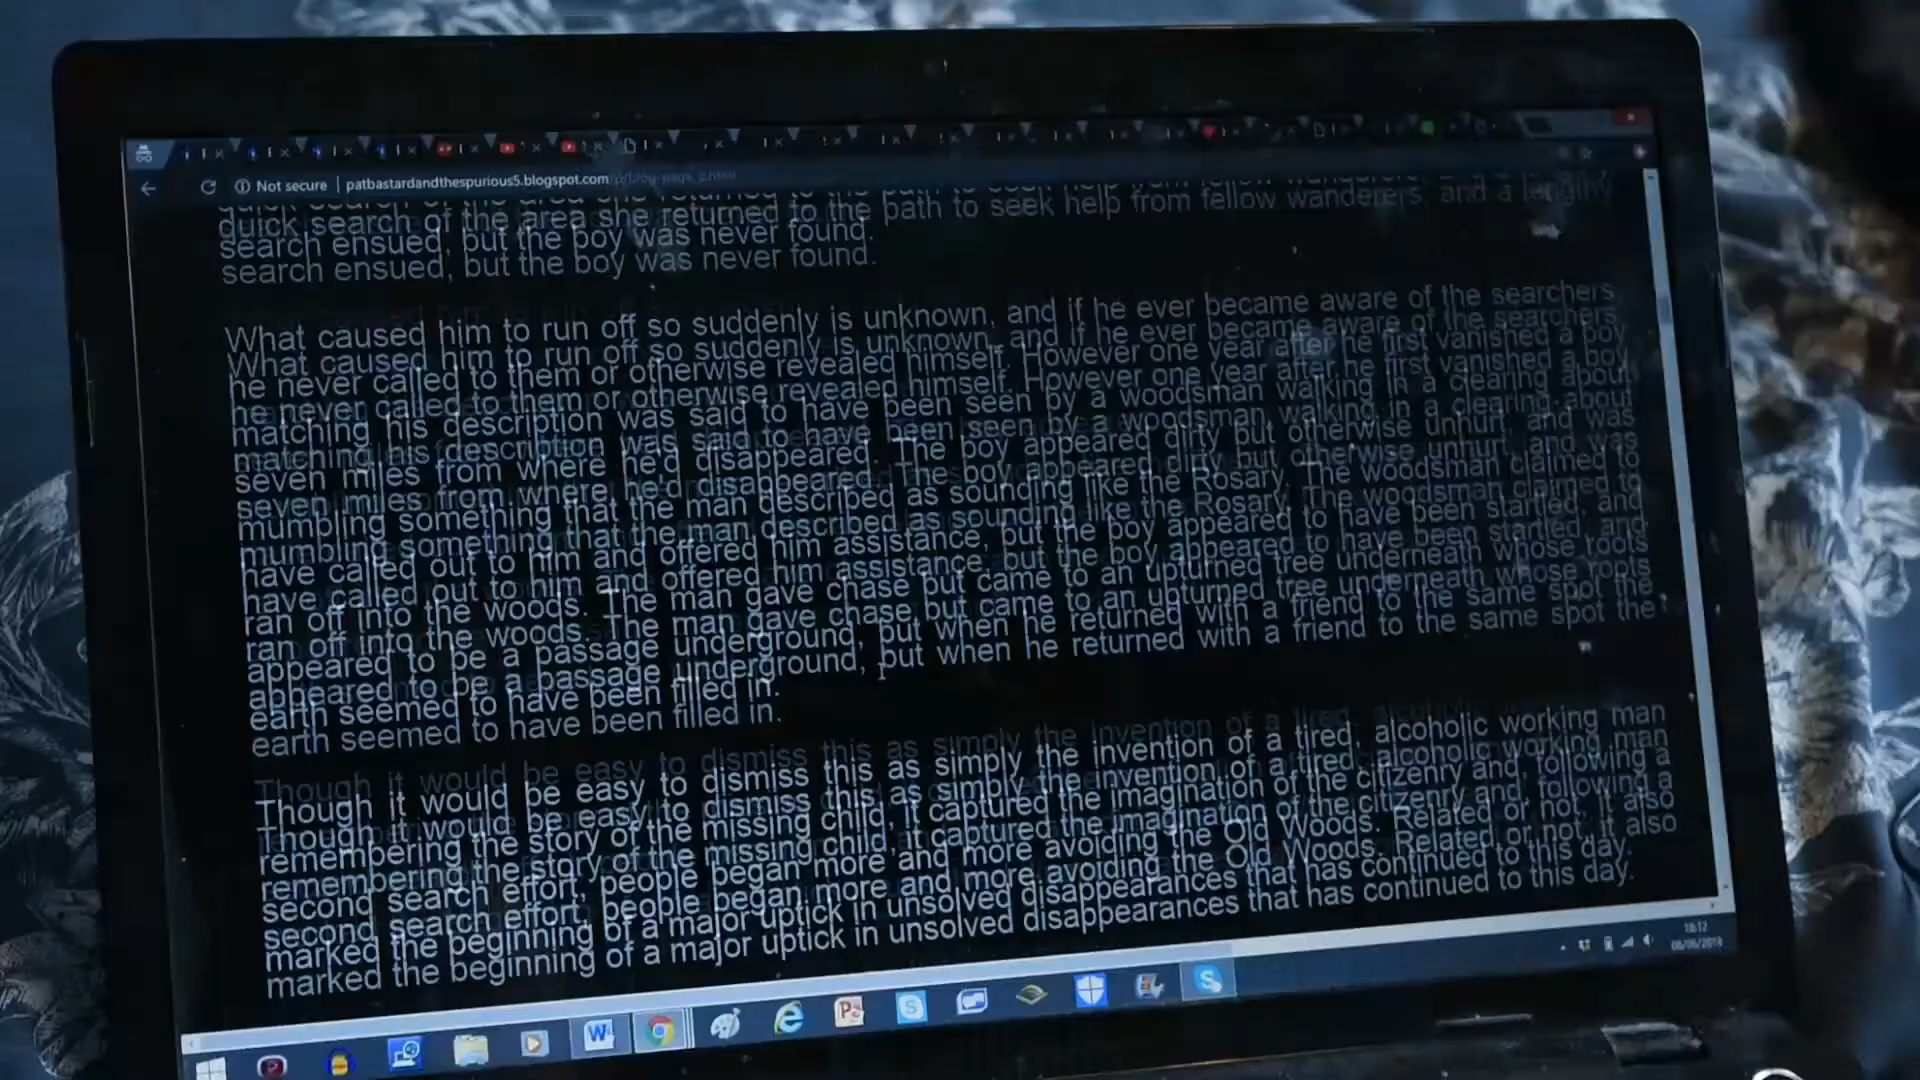 Not secure | patbastardandthespurious5.blogspot.com
quick search of the area she returned to the path to seek help from fellow wanderers, and a lengthy
search ensued, but the boy was never found.
What caused him to run off so suddenly is unknown, and if he ever became aware of the searchers
he never called to them or otherwise revealed himself. However one year after he first vanished a boy
matching his description was said to have been seen by a woodsman walking in a clearing about
seven miles from where he'd disappeared. The boy appeared dirty but otherwise unhurt, and was
mumbling something that the man described as sounding like the Rosary. The woodsman claimed to
have called out to him and offered him assistance, but the boy appeared to have been startled, and
ran off into the woods. The man gave chase but came to an upturned tree underneath whose roots
appeared to be a passage underground, but when he returned with a friend to the same spot the
earth seemed to have been filled in.
Though it would be easy to dismiss this as simply the invention of a tired, alcoholic working man
remembering the story of the missing child, it captured the imagination of the citizenry and, following a
second search effort, people began more and more avoiding the Old Woods. Related or not, it also
marked the beginning of a major uptick in unsolved disappearances that has continued to this day.
18:12